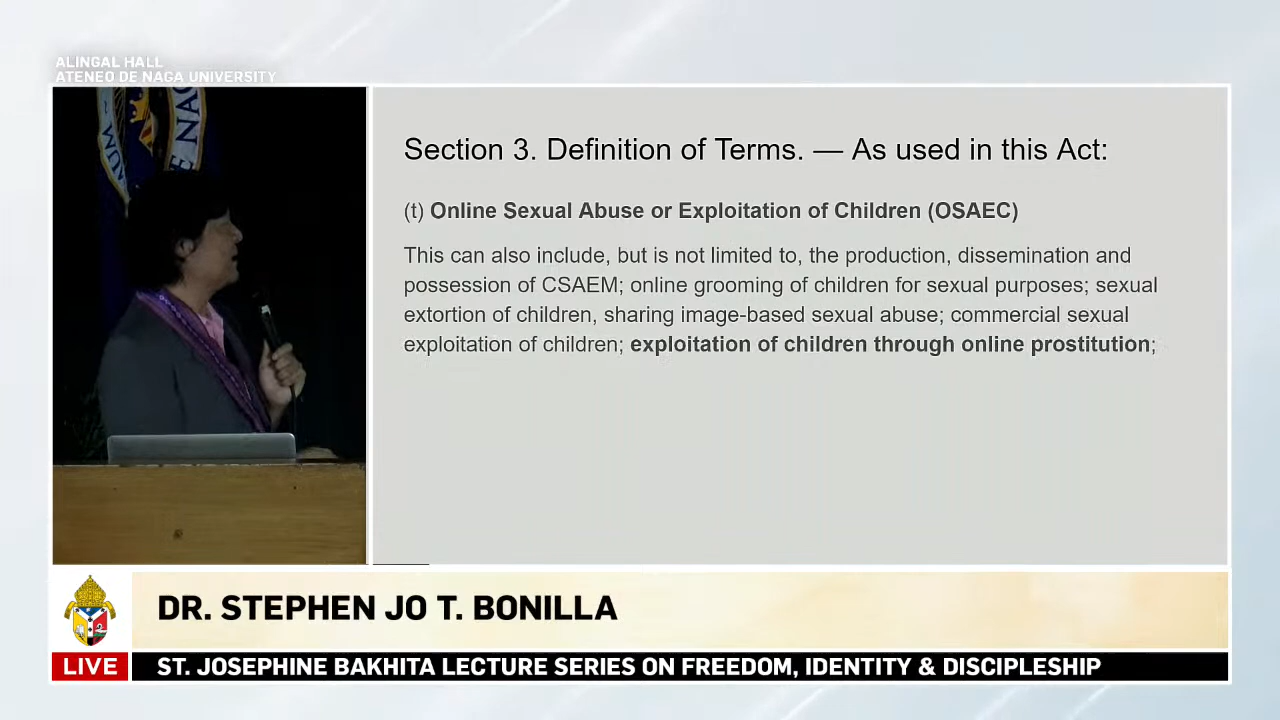 ALINGAL HALL
ATENEO DE NAGA UNIVERSITY
NUM
E NAG
Section 3. Definition of Terms. — As used in this Act:
(t) Online Sexual Abuse or Exploitation of Children (OSAEC)
This can also include, but is not limited to, the production, dissemination and
possession of CSAEM; online grooming of children for sexual purposes; sexual
extortion of children, sharing image-based sexual abuse; commercial sexual
exploitation of children; exploitation of children through online prostitution;
DR. STEPHEN JO T. BONILLA
LIVE
ST. JOSEPHINE BAKHITA LECTURE SERIES ON FREEDOM, IDENTITY & DISCIPLESHIP